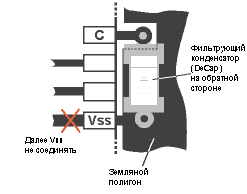 C
Фильтрующий
конденсатор
(DeCap)
на обратной
стороне
Vss
Далее Vss
не соединять
Земляной
полигон